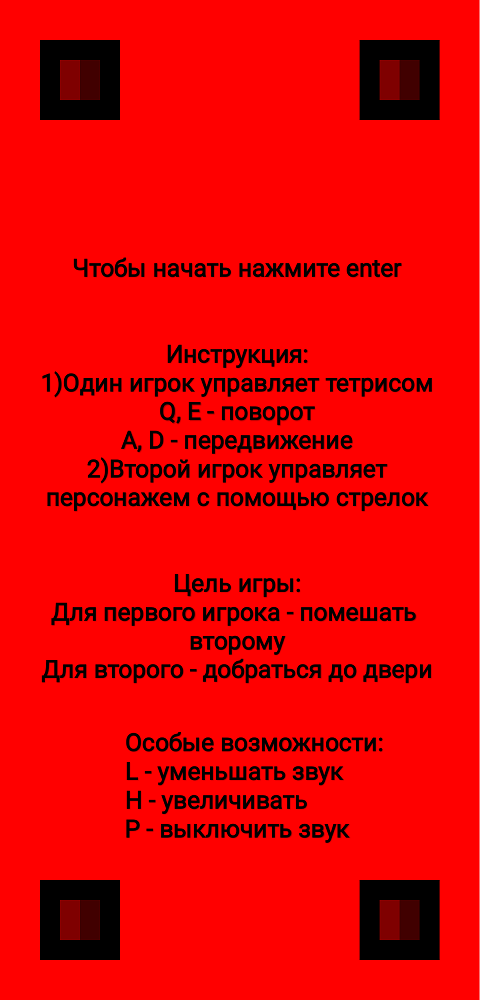 Чтобы начать нажмите enter
Инструкция:
1)Один игрок управляет тетрисом
Q, E - поворот
A, D - передвижение
2)Второй игрок управляет
персонажем с помощью стрелок
Цель игры:
Для первого игрока - помешать
второму
Для второго - добраться до двери
Особые возможности:
L - уменьшать звук
H - увеличивать
P - выключить звук